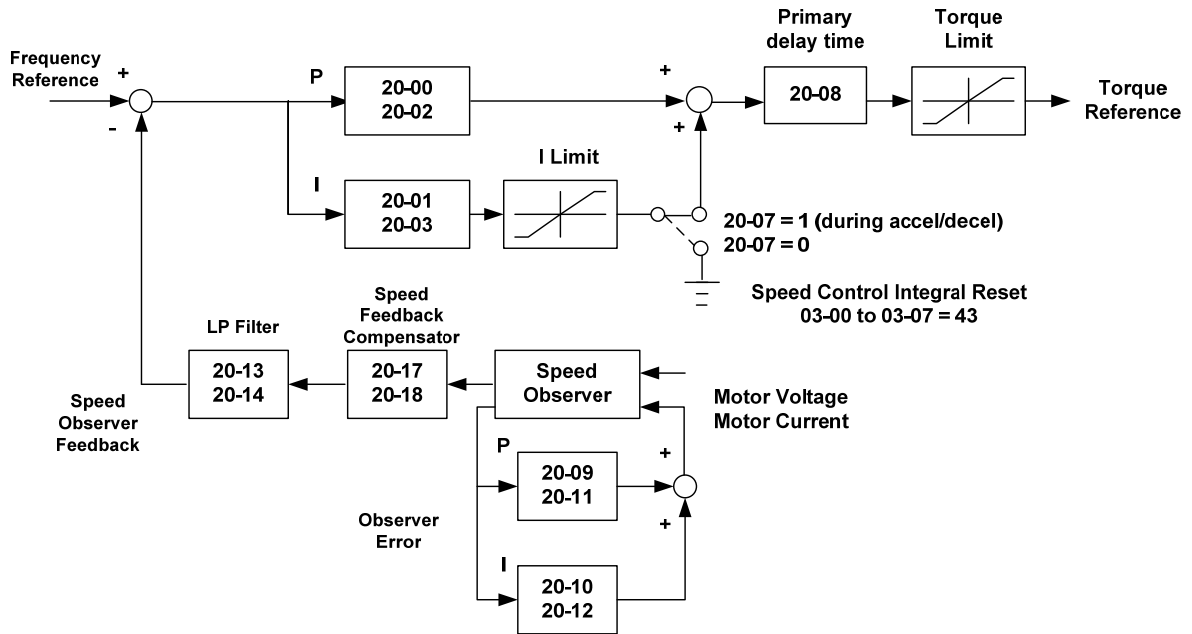 Frequency
Reference
+
-
P
20-00
20-02
+
+
Primary
delay time
20-08
Torque
Limit
Torque
Reference
I
20-01
20-03
I Limit
20-07 = 1 (during accel/decel)
20-07 = 0
Speed Control Integral Reset
03-00 to 03-07 = 43
LP Filter
20-13
20-14
Speed
Feedback
Compensator
20-17
20-18
Speed
Observer
Motor Voltage
Motor Current
Speed
Observer
Feedback
P
20-09
20-11
+
+
Observer
Error
I
20-10
20-12